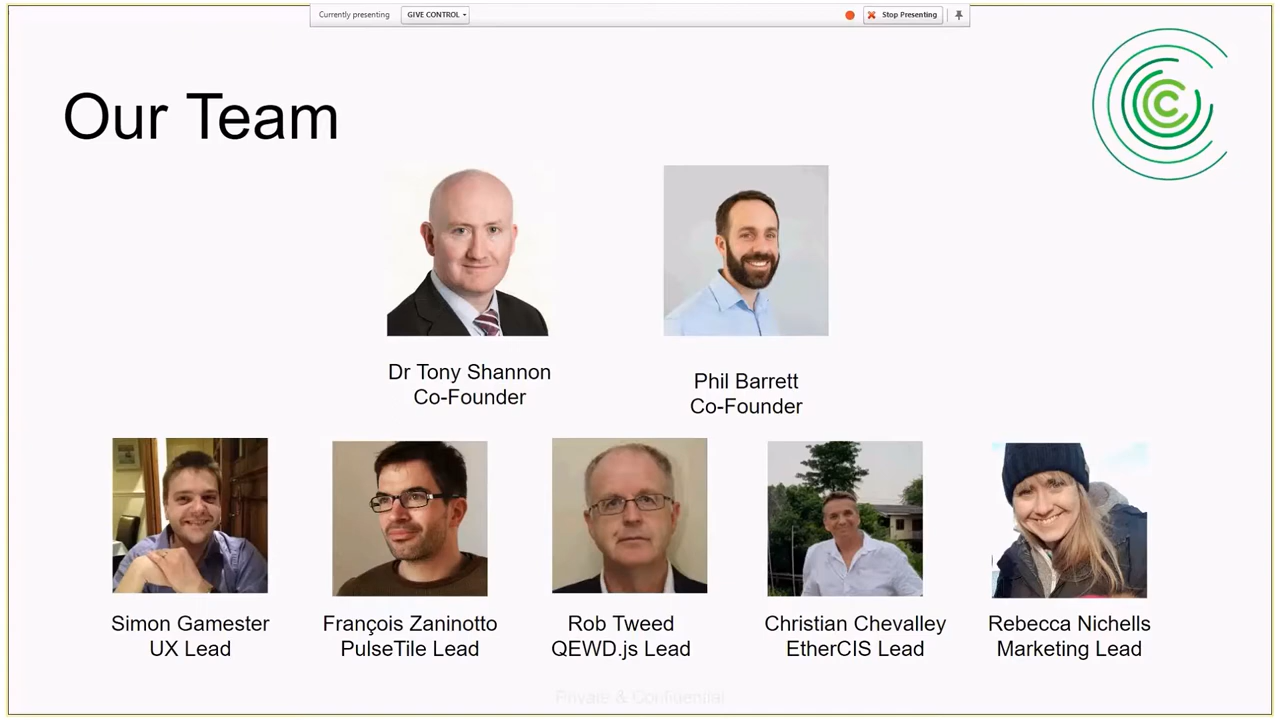 Currently presenting GIVE CONTROL Stop Presenting
Our Team
C
Dr Tony Shannon
Co-Founder
Phil Barrett
Co-Founder
Simon Gamester
UX Lead
François Zaninotto
PulseTile Lead
Rob Tweed
QEWD.js Lead
Christian Chevalley
EtherCIS Lead
Rebecca Nichells
Marketing Lead
Private & Confidential